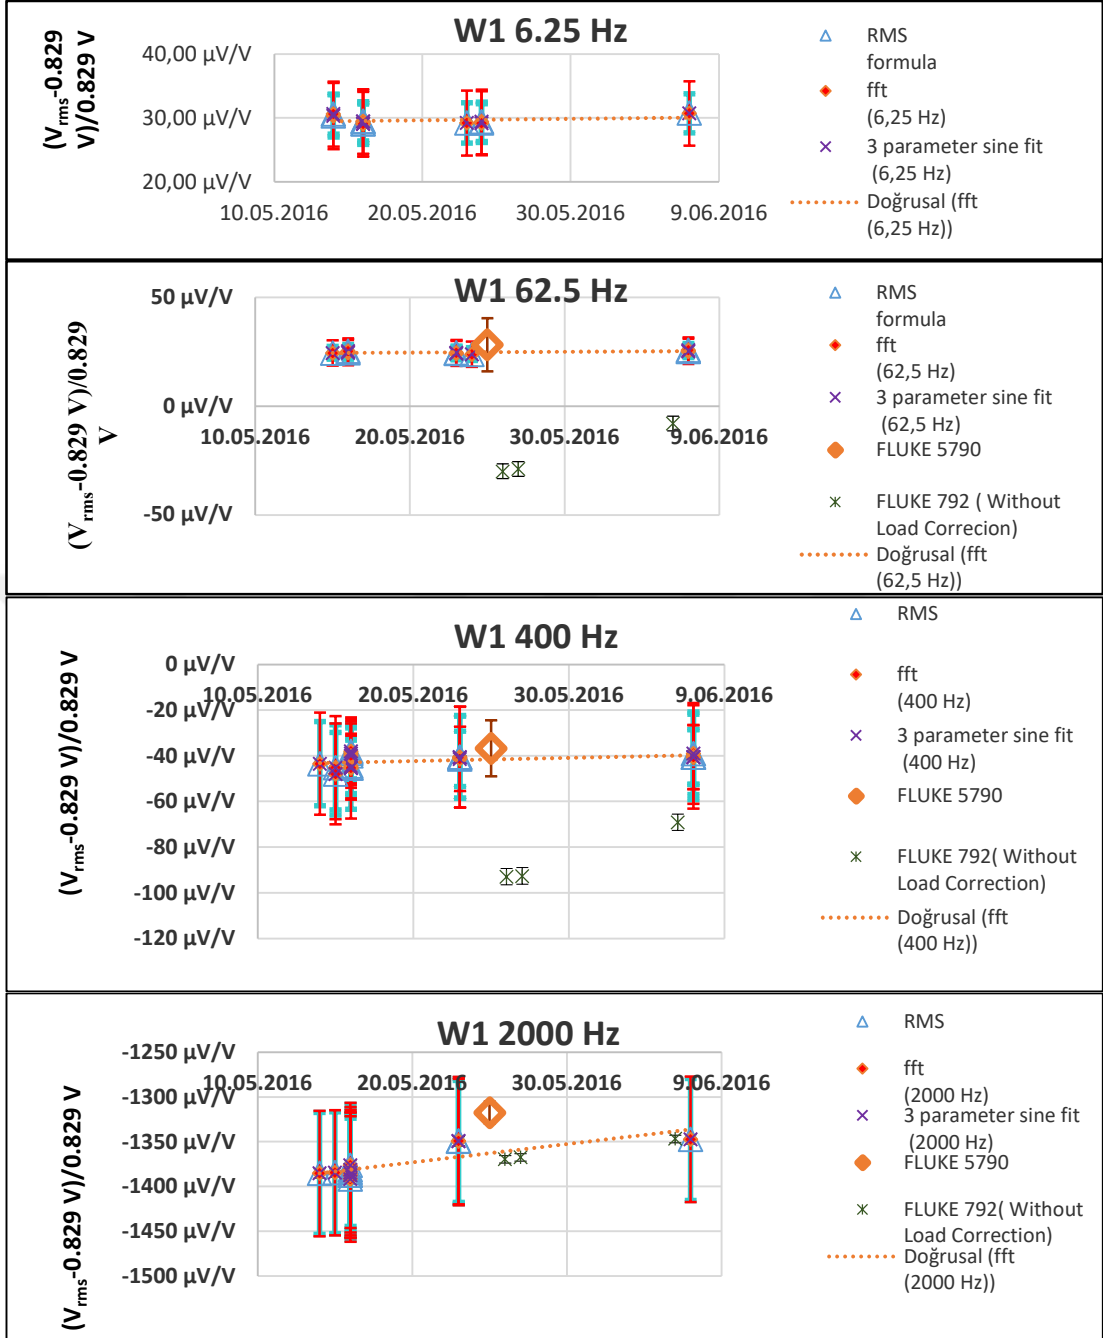 W1 6.25 Hz
(Vrms-0.829
V)/0.829 V
40,00 µV/V
30,00 µV/V
20,00 µV/V
10.05.2016
20.05.2016
30.05.2016
9.06.2016
RMS
formula
fft
(6,25 Hz)
3 parameter sine fit
(6,25 Hz)
Doğrusal (fft
(6,25 Hz))
W1 62.5 Hz
(Vrms-0.829 V)/0.829
V
50 µV/V
0 µV/V
-50 µV/V
10.05.2016
20.05.2016
30.05.2016
9.06.2016
RMS
formula
fft
(62,5 Hz)
3 parameter sine fit
(62,5 Hz)
FLUKE 5790
FLUKE 792 ( Without
Load Correcion)
Doğrusal (fft
(62,5 Hz))
W1 400 Hz
(Vrms-0.829 V)/0.829 V
0 µV/V
-20 µV/V
-40 µV/V
-60 µV/V
-80 µV/V
-100 µV/V
-120 µV/V
10.05.2016
20.05.2016
30.05.2016
9.06.2016
RMS
fft
(400 Hz)
3 parameter sine fit
(400 Hz)
FLUKE 5790
FLUKE 792( Without
Load Correction)
Doğrusal (fft
(400 Hz))
W1 2000 Hz
(Vrms-0.829 V)/0.829 V
-1250 µV/V
-1300 µV/V
-1350 µV/V
-1400 µV/V
-1450 µV/V
-1500 µV/V
10.05.2016
20.05.2016
30.05.2016
9.06.2016
RMS
fft
(2000 Hz)
3 parameter sine fit
(2000 Hz)
FLUKE 5790
FLUKE 792( Without
Load Correction)
Doğrusal (fft
(2000 Hz))